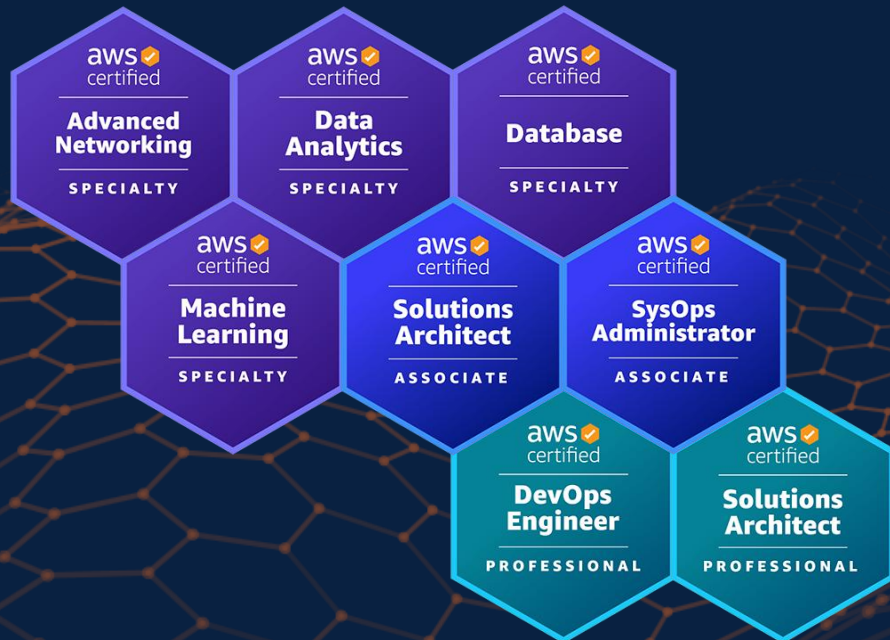 aws
certified
Advanced
Networking
SPECIALTY
aws
certified
Data
Analytics
SPECIALTY
aws
certified
Database
SPECIALTY
aws
certified
Machine
Learning
SPECIALTY
aws
certified
Solutions
Architect
ASSOCIATE
aws
certified
SysOps
Administrator
ASSOCIATE
aws
certified
DevOps
Engineer
PROFESSIONAL
aws
certified
Solutions
Architect
PROFESSIONAL